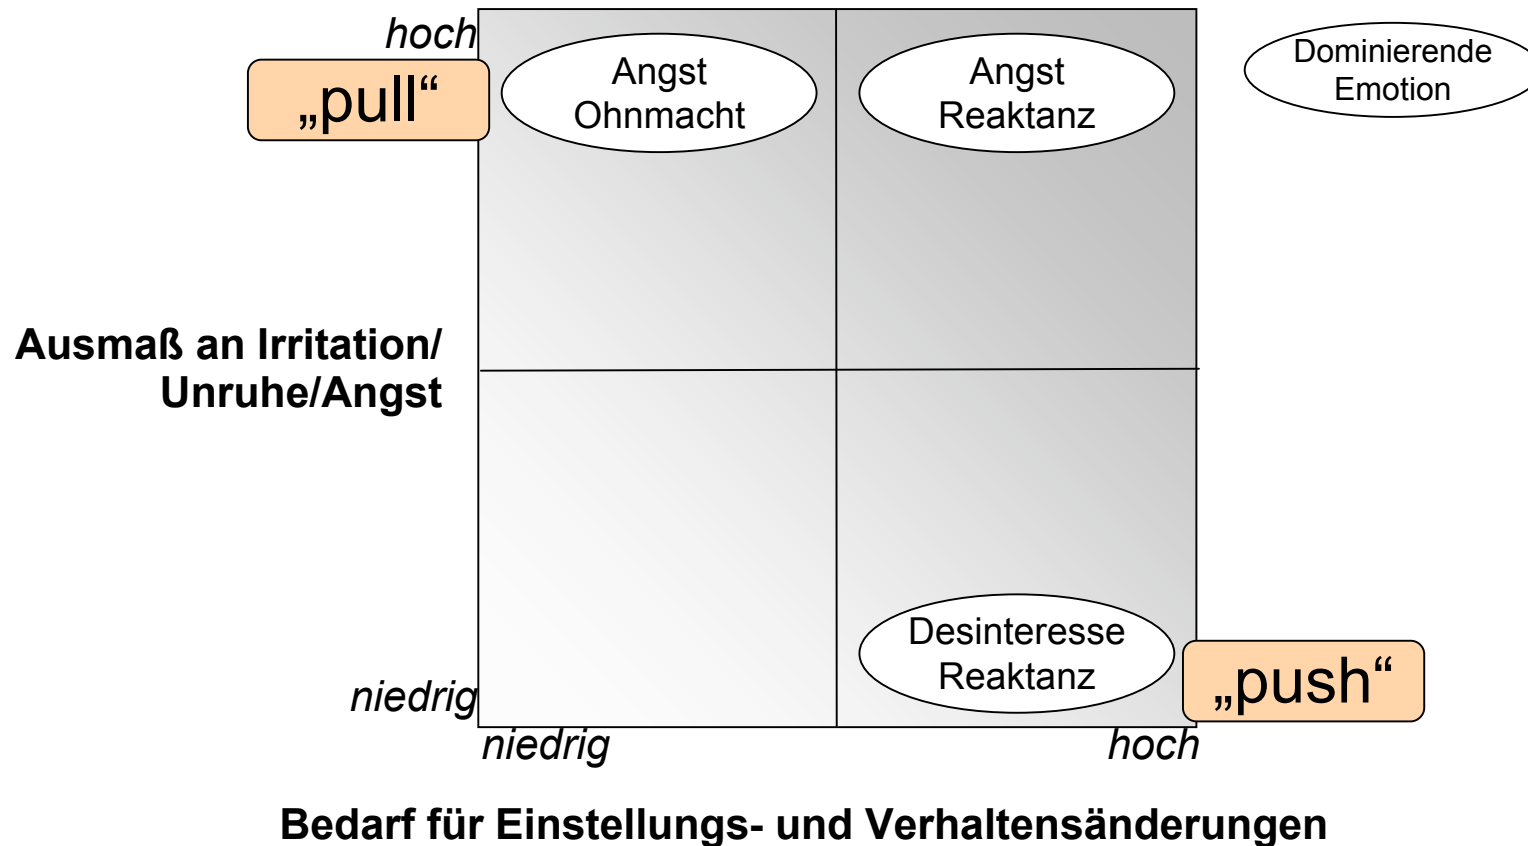 hoch
„pull“
Angst
Ohnmacht
Angst
Reaktanz
Dominierende
Emotion
Ausmaß an Irritation/
Unruhe/Angst
Desinteresse
Reaktanz
„push“
niedrig
niedrig
hoch
Bedarf für Einstellungs- und Verhaltensänderungen